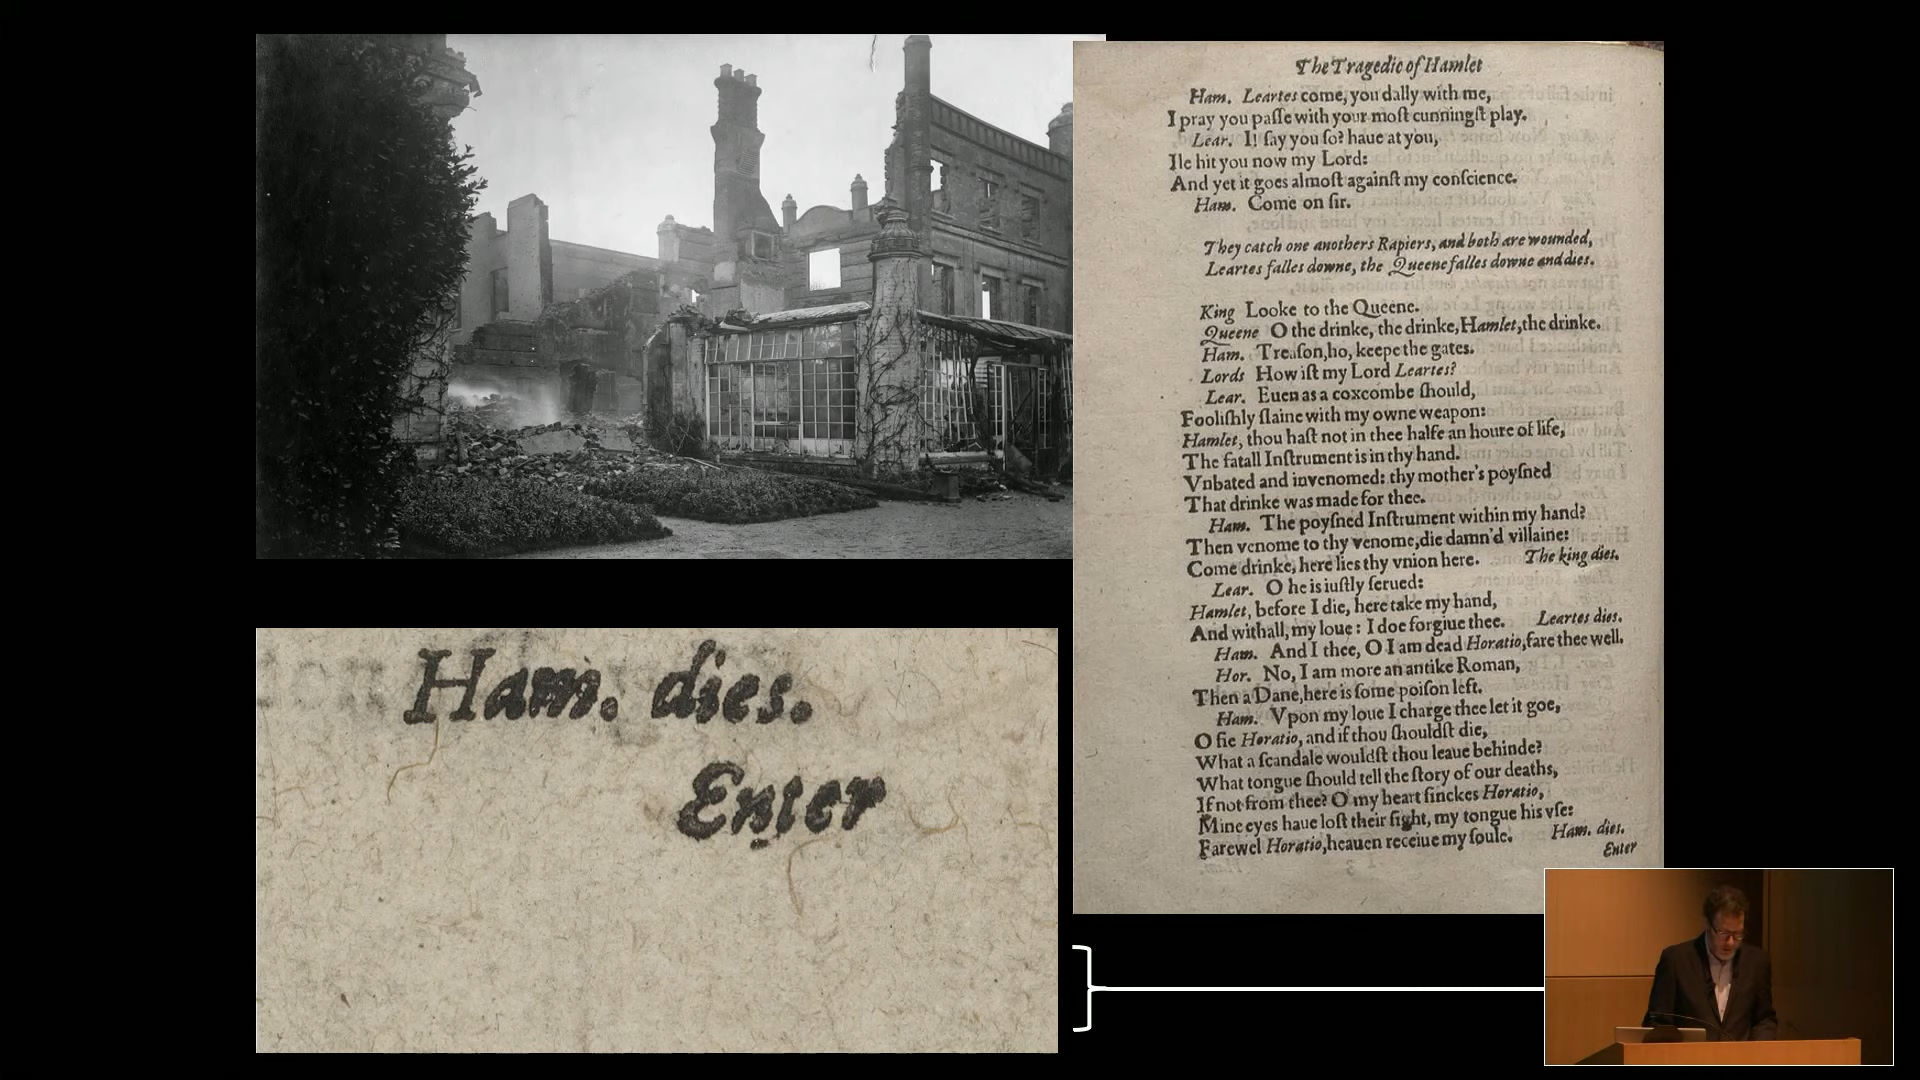 The Tragedie of Hamlet
Ham. Leartes come, you dally with me,
I pray you paſſe with your moſt cunningſt play.
Lear. I! ſay you ſo? haue at you,
Ile hit you now my Lord:
And yet it goes almoſt againſt my conſcience.
Ham. Come on ſir.
They catch one anothers Rapiers, and both are wounded,
Leartes falles downe, the Queene falles downe and dies.
King Looke to the Queene.
Queene O the drinke, the drinke, Hamlet, the drinke.
Ham. Treaſon, ho, keepe the gates.
Lords How iſt my Lord Leartes?
Lear. Euen as a coxcombe ſhould,
Fooliſhly ſlaine with my owne weapon:
Hamlet, thou haſt not in thee halfe an houre of life,
The fatall Inſtrument is in thy hand.
Vnbated and invenomed: thy mother's poyſned
That drinke was made for thee.
Ham. The poyſned Inſtrument within my hand?
Then venome to thy venome, die damn'd villaine:
Come drinke, here lies thy vnion here. The king dies.
Lear. O he is iuſtly ſerued:
Hamlet, before I die, here take my hand,
And withall, my loue: I doe forgiue thee. Leartes dies.
Ham. And I thee, O I am dead Horatio, fare thee well.
Hor. No, I am more an antike Roman,
Then a Dane, here is ſome poiſon left.
Ham. Vpon my loue I charge thee let it goe,
O fie Horatio, and if thou ſhouldſt die,
What a ſcandale wouldſt thou leaue behinde?
What tongue ſhould tell the ſtory of our deaths,
If not from thee? O my heart ſinckes Horatio,
Mine eyes haue loſt their ſight, my tongue his vſe:
Farewel Horatio, heauen receiue my ſoule. Ham. dies.
Enter
Ham. dies.
Enter